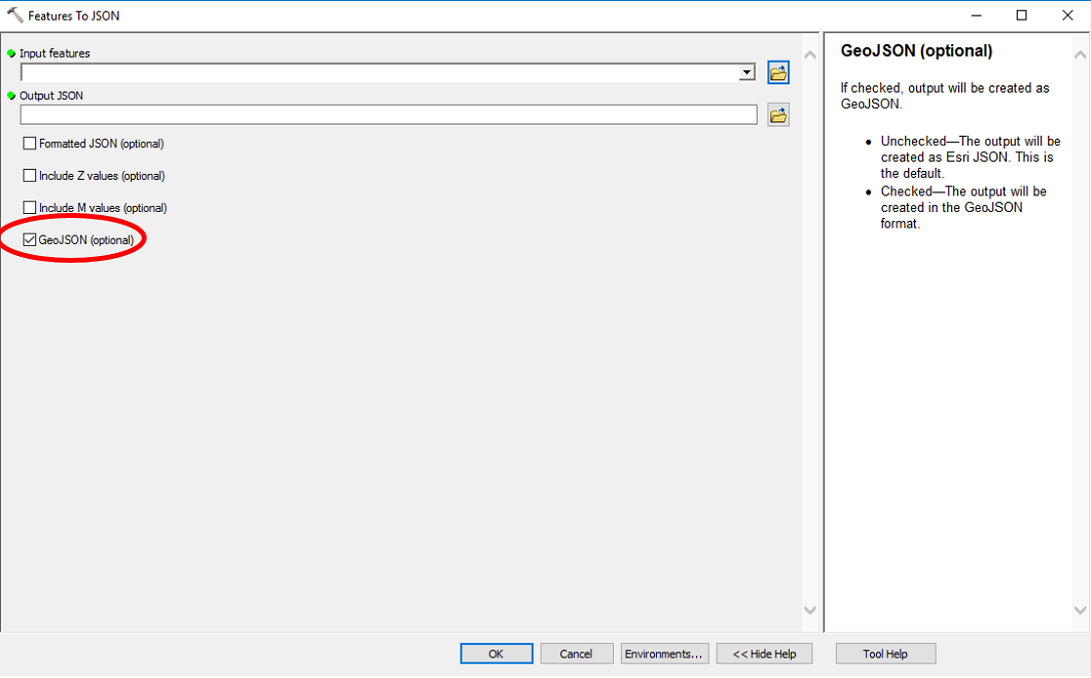 Features To JSON
Input features
Output JSON
Formatted JSON (optional)
Include Z values (optional)
Include M values (optional)
GeoJSON (optional)
GeoJSON (optional)
If checked, output will be created as
GeoJSON.
• Unchecked—The output will be
created as Esri JSON. This is
the default.
• Checked—The output will be
created in the GeoJSON
format.
OK
Cancel
Environments...
<< Hide Help
Tool Help